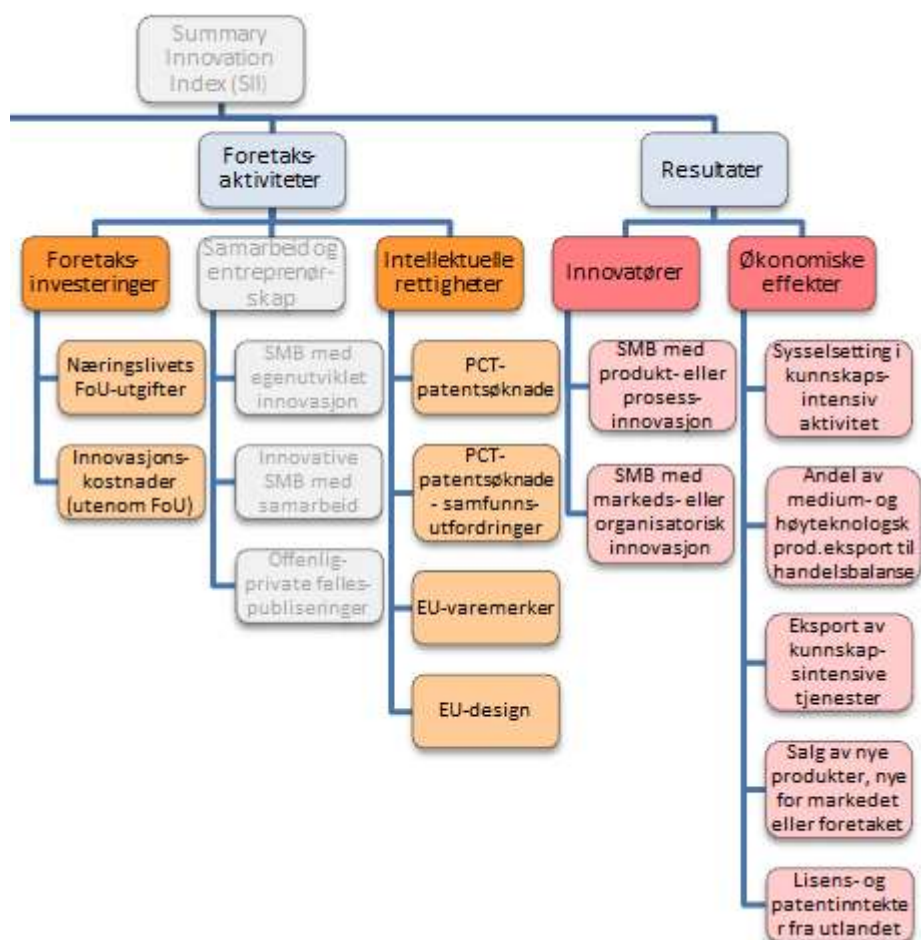 Summary
Innovation
Index (SII)
Foretaks-
aktiviteter
Resultater
Foretaks-
investeringer
Samarbeid og
entreprenør-
skap
Intellektuelle
rettigheter
Innovatører
Økonomiske
effekter
Næringslivets
FoU-utgifter
Innovasjons-
kostnader
(utenom FoU)
SMB med
egenutviklet
innovasjon
Innovative
SMB med
samarbeid
Offenlig-
private felles-
publiseringer
PCT-
patentsøknade
PCT-
patentsøknade
- samfunns-
utfordringer
EU-varemerker
EU-design
SMB med
produkt- eller
prosess-
innovasjon
SMB med
markeds- eller
organisatorisk
innovasjon
Sysselsetting i
kunnskaps-
intensiv
aktivitet
Andel av
medium- og
høyteknologsk
prod.eksport til
handelsbalanse
Eksport av
kunnskap-
sintensive
tjenester
Salg av nye
produkter, nye
for markedet
eller foretaket
Lisens- og
patentinntekte
r fra utlandet